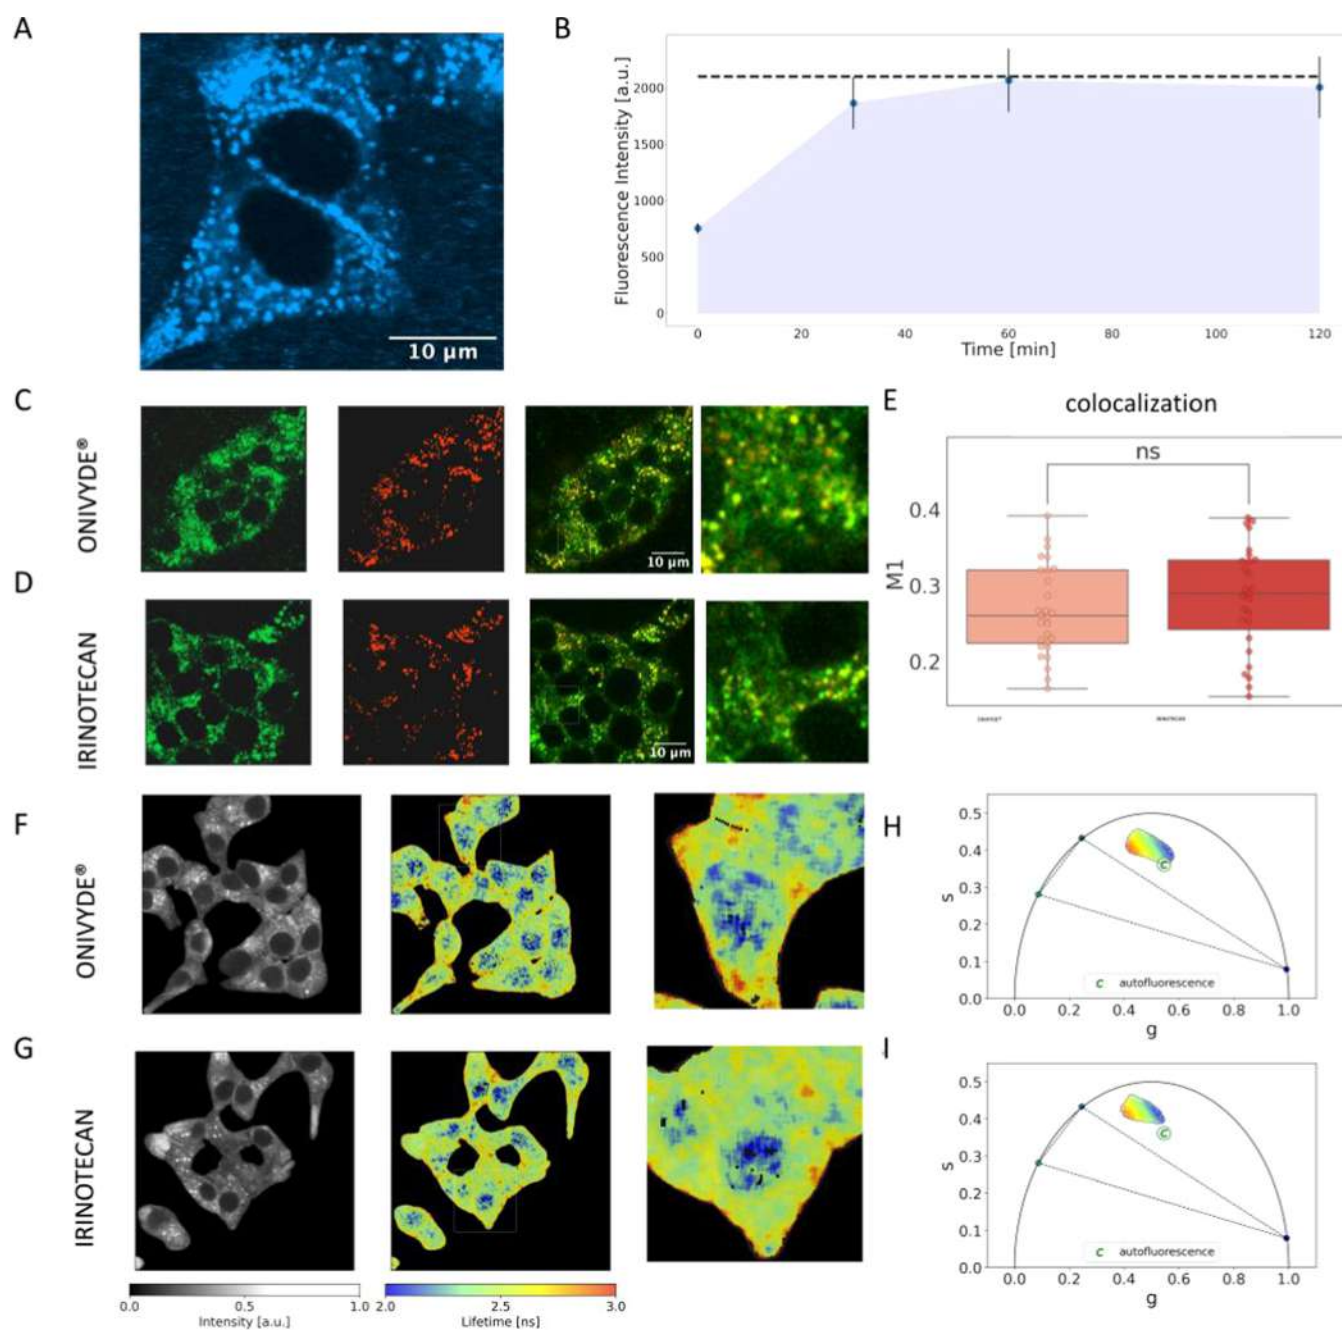 A
10 µm
B
Fluorescence Intensity [a.u.]
2000
1500
1000
500
0
0 20 40 60 80 100 120
Time [min]
C
ONIVYDE®
10 µm
D
IRINOTECAN
10 µm
E
colocalization
ns
M1
0.4
0.3
0.2
F
ONIVYDE®
G
IRINOTECAN
0.0 0.5 1.0
Intensity [a.u.]
2.0 2.5 3.0
Lifetime [ns]
H
s
0.5
0.4
0.3
0.2
0.1
0.0
C
C autofluorescence
0.0 0.2 0.4 0.6 0.8 1.0
g
I
s
0.5
0.4
0.3
0.2
0.1
0.0
C
C autofluorescence
0.0 0.2 0.4 0.6 0.8 1.0
g